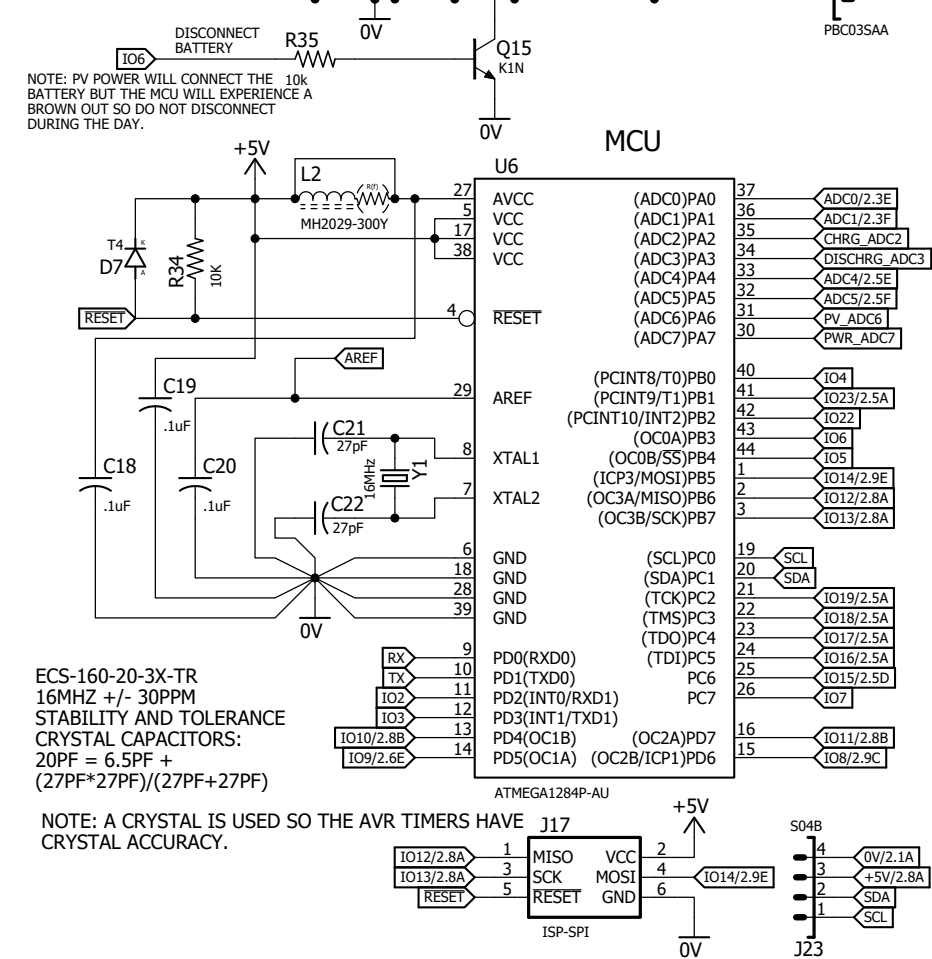 PBC03SAA
0V
DISCONNECT
BATTERY
R35
IO6
10k
Q15
K1N
NOTE: PV POWER WILL CONNECT THE
BATTERY BUT THE MCU WILL EXPERIENCE A
BROWN OUT SO DO NOT DISCONNECT
DURING THE DAY.
0V
MCU
+5V
U6
L2
R(f)
MH2029-300Y
T4
K
A
D7
R34
10K
RESET
27 AVCC
5 VCC
17 VCC
38 VCC
4 RESET
29 AREF
8 XTAL1
7 XTAL2
6 GND
18 GND
28 GND
39 GND
9 PD0(RXD0)
10 PD1(TXD0)
11 PD2(INT0/RXD1)
12 PD3(INT1/TXD1)
13 PD4(OC1B)
14 PD5(OC1A)
(ADC0)PA0 37 ADC0/2.3E
(ADC1)PA1 36 ADC1/2.3F
(ADC2)PA2 35 CHRG_ADC2
(ADC3)PA3 34 DISCHRG_ADC3
(ADC4)PA4 33 ADC4/2.5E
(ADC5)PA5 32 ADC5/2.5F
(ADC6)PA6 31 PV_ADC6
(ADC7)PA7 30 PWR_ADC7
(PCINT8/T0)PB0 40 IO4
(PCINT9/T1)PB1 41 IO23/2.5A
(PCINT10/INT2)PB2 42 IO22
(OC0A)PB3 43 IO6
(OC0B/SS)PB4 44 IO5
(ICP3/MOSI)PB5 1 IO14/2.9E
(OC3A/MISO)PB6 2 IO12/2.8A
(OC3B/SCK)PB7 3 IO13/2.8A
(SCL)PC0 19 SCL
(SDA)PC1 20 SDA
(TCK)PC2 21 IO19/2.5A
(TMS)PC3 22 IO18/2.5A
(TDO)PC4 23 IO17/2.5A
(TDI)PC5 24 IO16/2.5A
PC6 25 IO15/2.5D
PC7 26 IO7
(OC2A)PD7 16 IO11/2.8B
(OC2B/ICP1)PD6 15 IO8/2.9C
ATMEGA1284P-AU
AREF
C19
.1uF
C18
.1uF
C20
.1uF
C21
27pF
16MHz
Y1
C22
27pF
0V
RX
TX
IO2
IO3
IO10/2.8B
IO9/2.6E
ECS-160-20-3X-TR
16MHZ +/- 30PPM
STABILITY AND TOLERANCE
CRYSTAL CAPACITORS:
20PF = 6.5PF +
(27PF*27PF)/(27PF+27PF)
NOTE: A CRYSTAL IS USED SO THE AVR TIMERS HAVE
CRYSTAL ACCURACY.
J17
+5V
IO12/2.8A 1 MISO VCC 2
IO13/2.8A 3 SCK MOSI 4 IO14/2.9E
RESET 5 RESET GND 6
ISP-SPI
0V
S04B
4 0V/2.1A
3 +5V/2.8A
2 SDA
1 SCL
J23